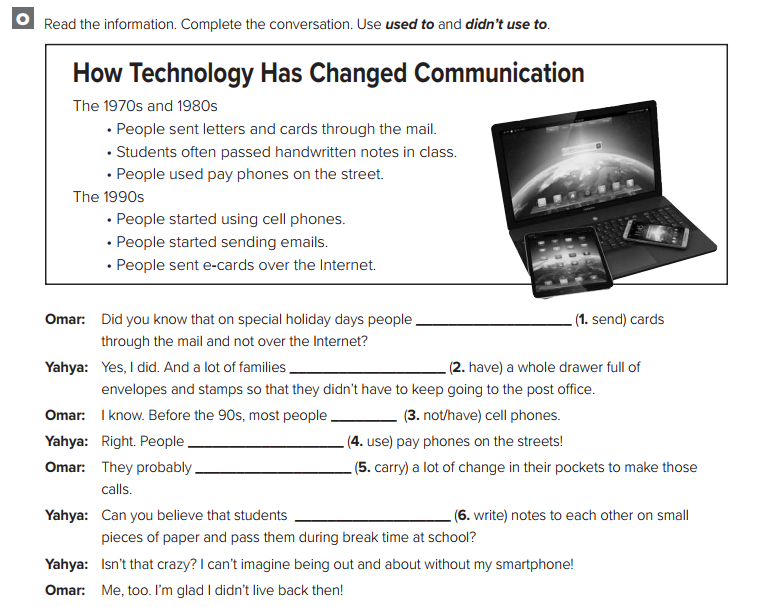 O Read the information. Complete the conversation. Use used to and didn't use to.
How Technology Has Changed Communication
The 1970s and 1980s
• People sent letters and cards through the mail.
• Students often passed handwritten notes in class.
• People used pay phones on the street.
The 1990s
• People started using cell phones.
• People started sending emails.
• People sent e-cards over the Internet.
Omar: Did you know that on special holiday days people ____________________ (1. send) cards
through the mail and not over the Internet?
Yahya: Yes, I did. And a lot of families ____________________ (2. have) a whole drawer full of
envelopes and stamps so that they didn't have to keep going to the post office.
Omar: I know. Before the 90s, most people ________ (3. not/have) cell phones.
Yahya: Right. People ____________________ (4. use) pay phones on the streets!
Omar: They probably ____________________ (5. carry) a lot of change in their pockets to make those
calls.
Yahya: Can you believe that students ____________________ (6. write) notes to each other on small
pieces of paper and pass them during break time at school?
Yahya: Isn't that crazy? I can't imagine being out and about without my smartphone!
Omar: Me, too. I'm glad I didn't live back then!